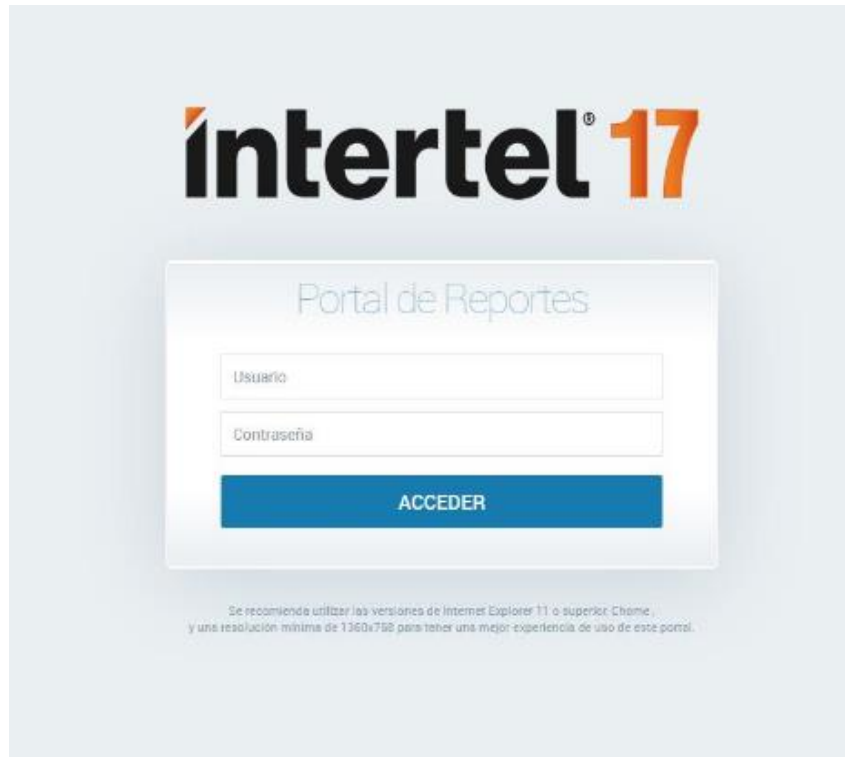 intertel® 17
Portal de Reportes
Usuario
Contraseña
ACCEDER
Se recomienda utilizar las versiones de Internet Explorer 11 o superior. Chome,
y una resolución mínima de 1360x768 para tener una mejor experiencia de uso de este portal.